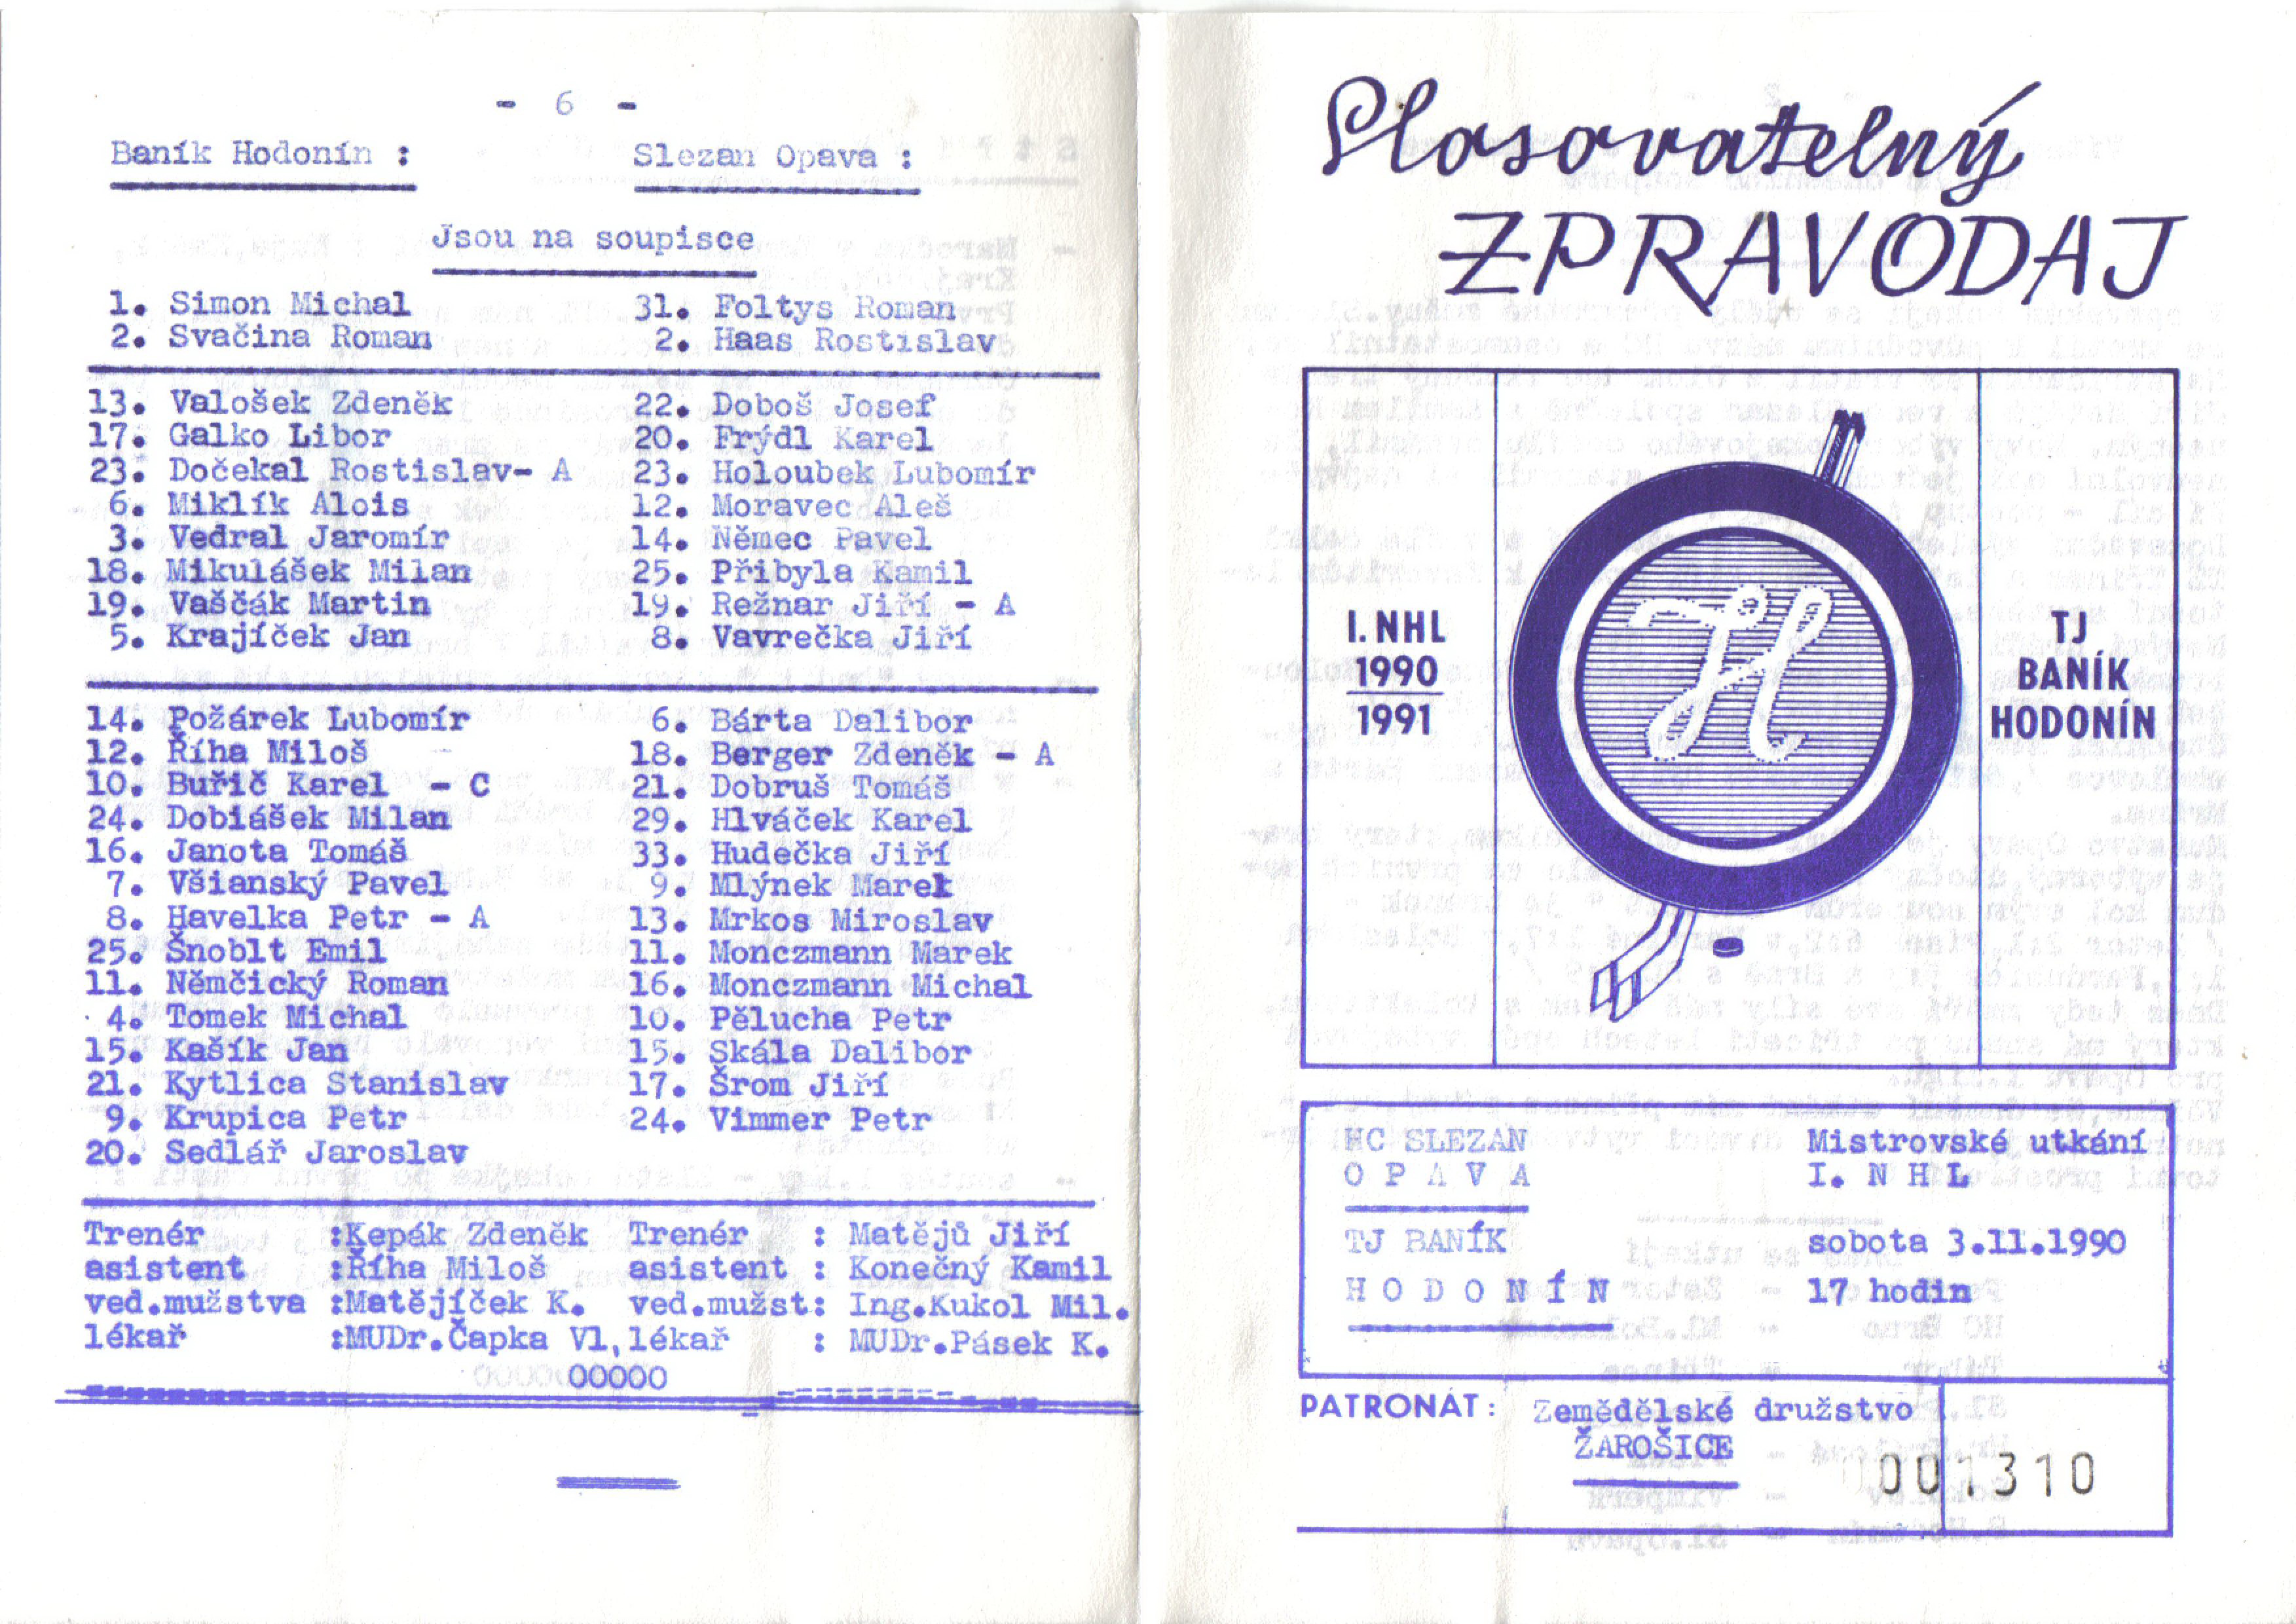 - 6 -
Baník Hodonín : Slezan Opava :
Jsou na soupisce
1. Simon Michal 31. Foltys Roman
2. Svačina Roman 2. Haas Rostislav
13. Valošek Zdeněk 22. Doboš Josef
17. Galko Libor 20. Frýdl Karel
23. Dočekal Rostislav- A 23. Holoubek Lubomír
6. Miklík Alois 12. Moravec Aleš
3. Vedral Jaromír 14. Němec Pavel
18. Mikulášek Milan 25. Přibyla Kamil
19. Vaščák Martin 19. Režnar Jiří - A
5. Krajíček Jan 8. Vavrečka Jiří
14. Požárek Lubomír 6. Bárta Dalibor
12. Říha Miloš 18. Berger Zdeněk - A
10. Buřič Karel - C 21. Dobruš Tomáš
24. Dobiášek Milan 29. Hlváček Karel
16. Janota Tomáš 33. Hudečka Jiří
7. Všianský Pavel 9. Mlýnek Marek
8. Havelka Petr - A 13. Mrkos Miroslav
25. Šnoblt Emil 11. Monczmann Marek
11. Němčický Roman 16. Monczmann Michal
4. Tomek Michal 10. Pělucha Petr
15. Kašík Jan 15. Skála Dalibor
21. Kytlica Stanislav 17. Šrom Jiří
9. Krupica Petr 24. Vimmer Petr
20. Sedlář Jaroslav
Trenér :Kepák Zdeněk Trenér : Matějů Jiří
asistent :Říha Miloš asistent : Konečný Kamil
ved.mužstva :Matějíček K. ved.mužst: Ing.Kukol Mil.
lékař :MUDr.Čapka Vl, lékař : MUDr.Pásek K.
00000
Slosovatelný
ZPRAVODAJ
I. NHL
1990
1991
H
TJ
BANÍK
HODONÍN
HC SLEZAN Mistrovské utkání
O P A V A I. N H L
TJ BANÍK sobota 3.11.1990
H O D O N Í N 17 hodin
PATRONÁT: Zemědělské družstvo
ŽAROŠICE
001310